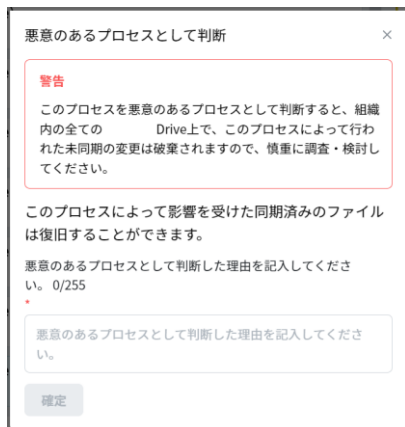 悪意のあるプロセスとして判断
警告
このプロセスを悪意のあるプロセスとして判断すると、組織
内の全ての Drive上で、このプロセスによって行わ
れた未同期の変更は破棄されますので、慎重に調査・検討し
てください。
このプロセスによって影響を受けた同期済みのファイル
は復旧することができます。
悪意のあるプロセスとして判断した理由を記入してくださ
い。 0/255
*
悪意のあるプロセスとして判断した理由を記入してくださ
い。
確定